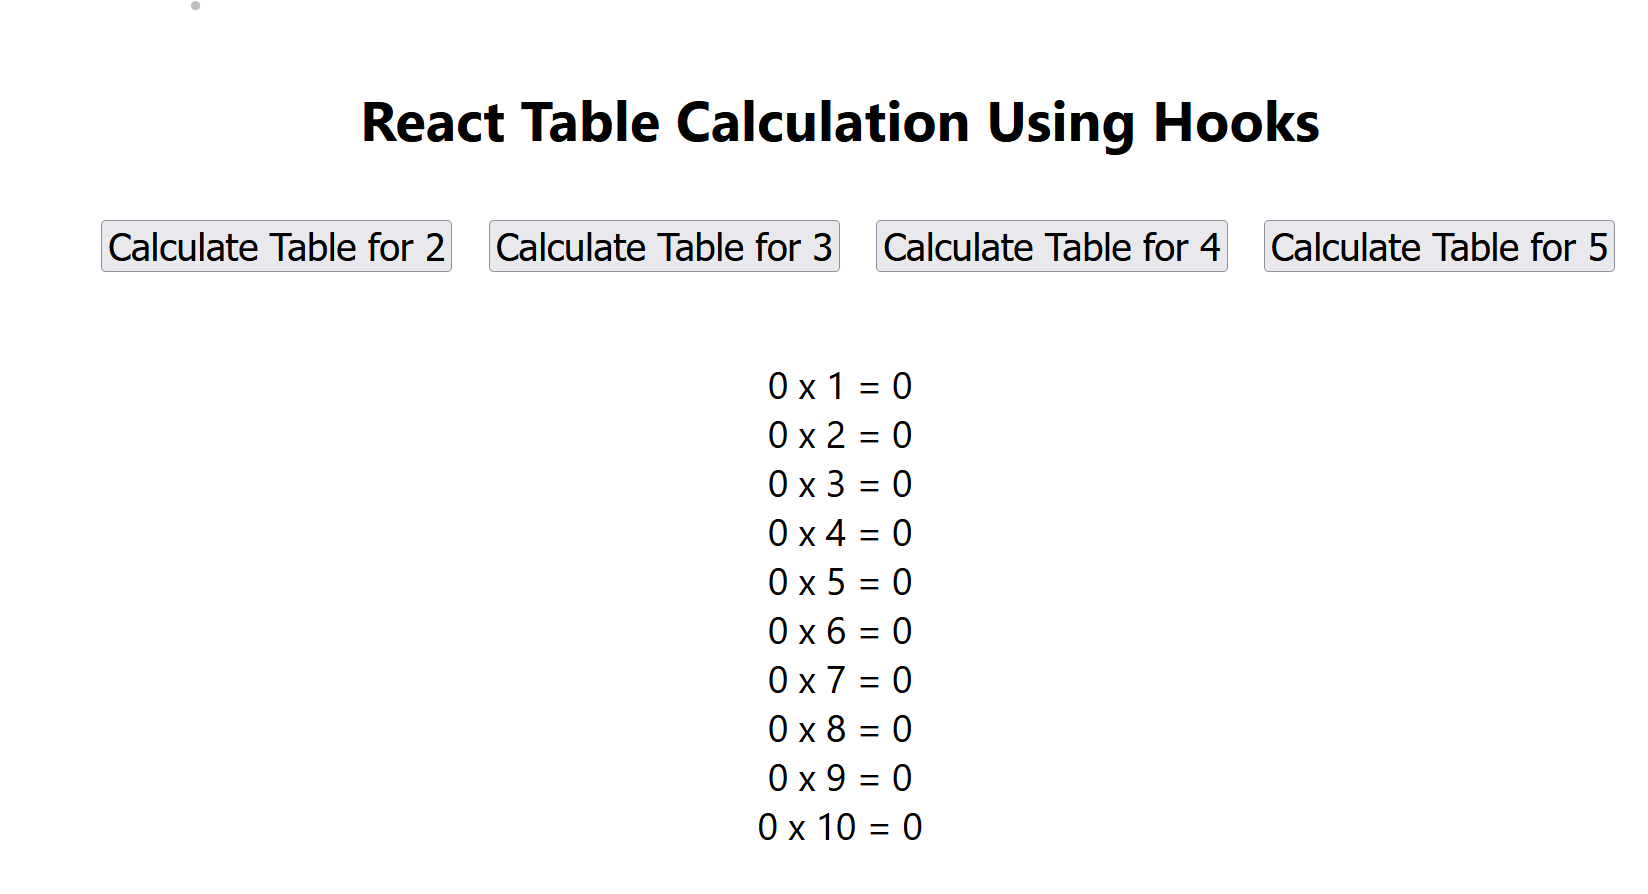 React Table Calculation Using Hooks
Calculate Table for 2 Calculate Table for 3 Calculate Table for 4 Calculate Table for 5
0 x 1 = 0
0 x 2 = 0
0 x 3 = 0
0 x 4 = 0
0 x 5 = 0
0 x 6 = 0
0 x 7 = 0
0 x 8 = 0
0 x 9 = 0
0 x 10 = 0